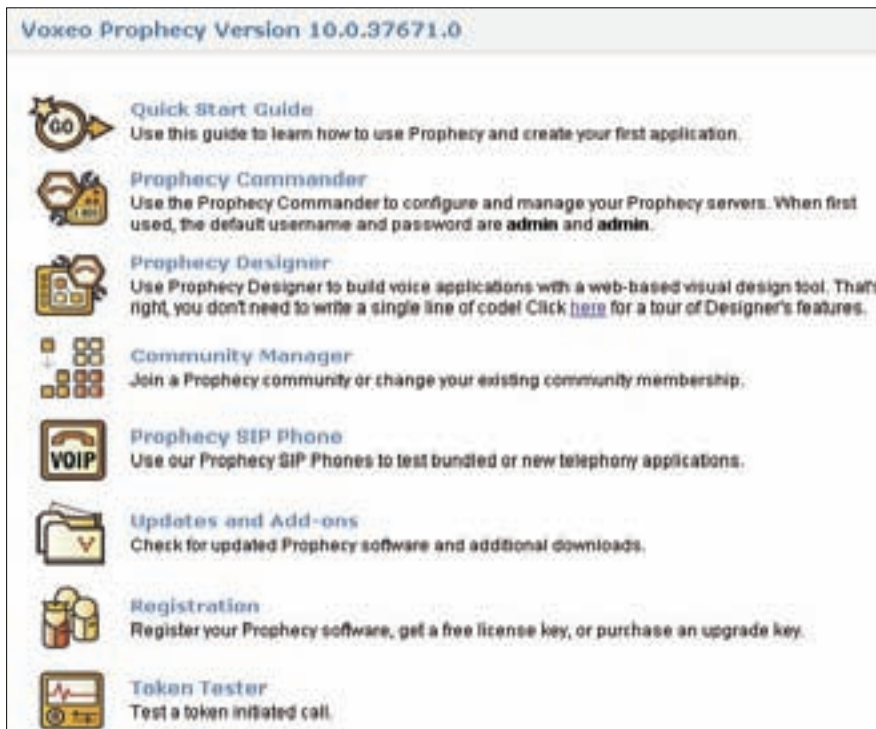 Voxeo Prophecy Version 10.0.37671.0
GO
Quick Start Guide
Use this guide to learn how to use Prophecy and create your first application.
Prophecy Commander
Use the Prophecy Commander to configure and manage your Prophecy servers. When first
used, the default username and password are admin and admin.
Prophecy Designer
Use Prophecy Designer to build voice applications with a web-based visual design tool. That's
right, you don't need to write a single line of code! Click here for a tour of Designer's features.
Community Manager
Join a Prophecy community or change your existing community membership.
VOIP
Prophecy SIP Phone
Use our Prophecy SIP Phones to test bundled or new telephony applications.
Updates and Add-ons
Check for updated Prophecy software and additional downloads.
Registration
Register your Prophecy software, get a free license key, or purchase an upgrade key.
Token Tester
Test a token initiated call.